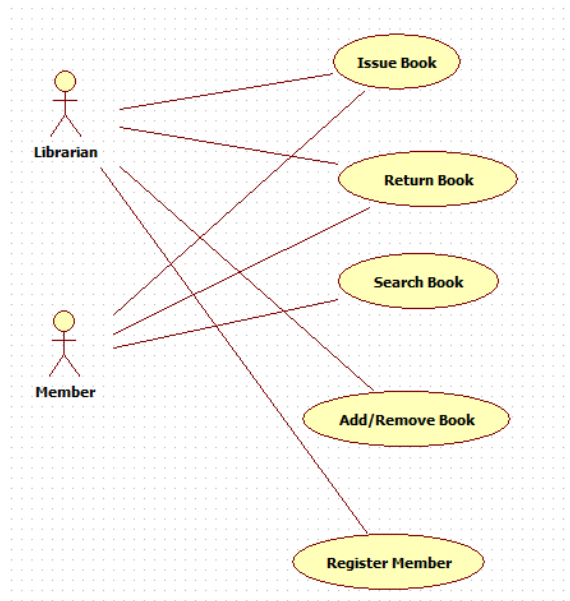 Issue Book
Librarian
Return Book
Search Book
Member
Add/Remove Book
Register Member